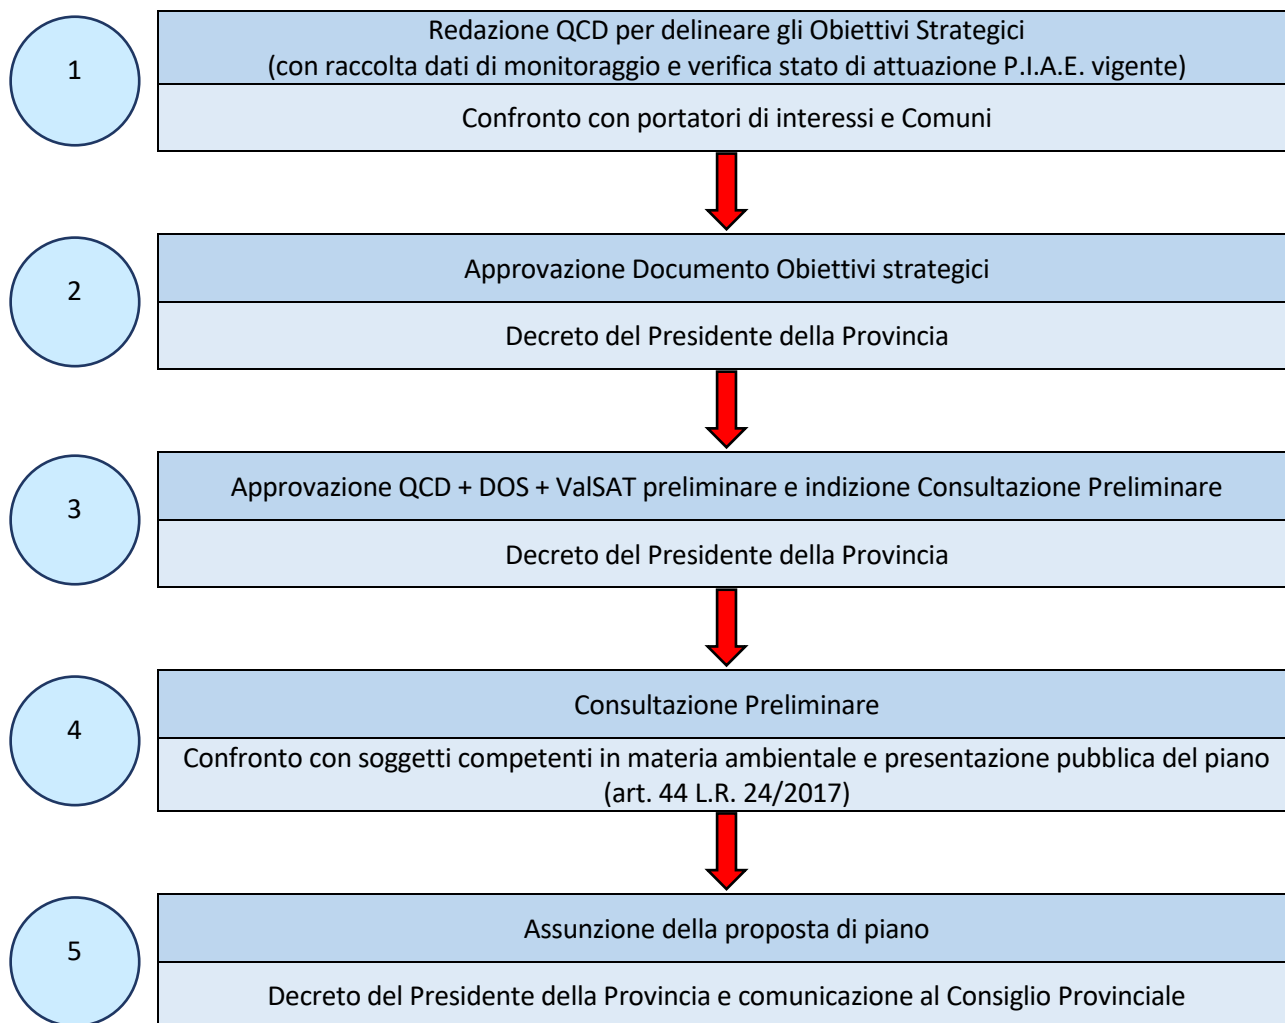 1
Redazione QCD per delineare gli Obiettivi Strategici
(con raccolta dati di monitoraggio e verifica stato di attuazione P.I.A.E. vigente)
Confronto con portatori di interessi e Comuni
2
Approvazione Documento Obiettivi strategici
Decreto del Presidente della Provincia
3
Approvazione QCD + DOS + ValSAT preliminare e indizione Consultazione Preliminare
Decreto del Presidente della Provincia
4
Consultazione Preliminare
Confronto con soggetti competenti in materia ambientale e presentazione pubblica del piano
(art. 44 L.R. 24/2017)
5
Assunzione della proposta di piano
Decreto del Presidente della Provincia e comunicazione al Consiglio Provinciale